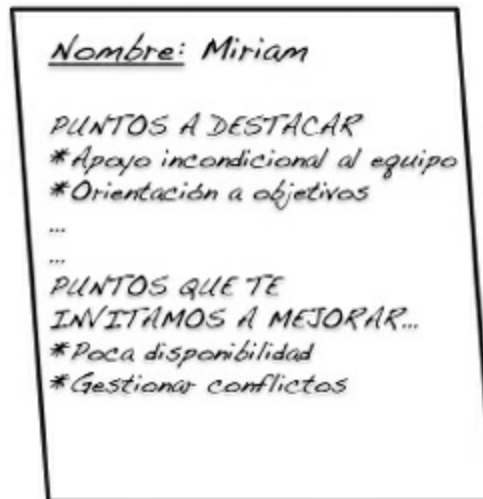 Nombre: Miriam
PUNTOS A DESTACAR
*Apoyo incondicional al equipo
*Orientación a objetivos
...
...
PUNTOS QUE TE
INVITAMOS A MEJORAR...
*Poca disponibilidad
*Gestionar conflictos